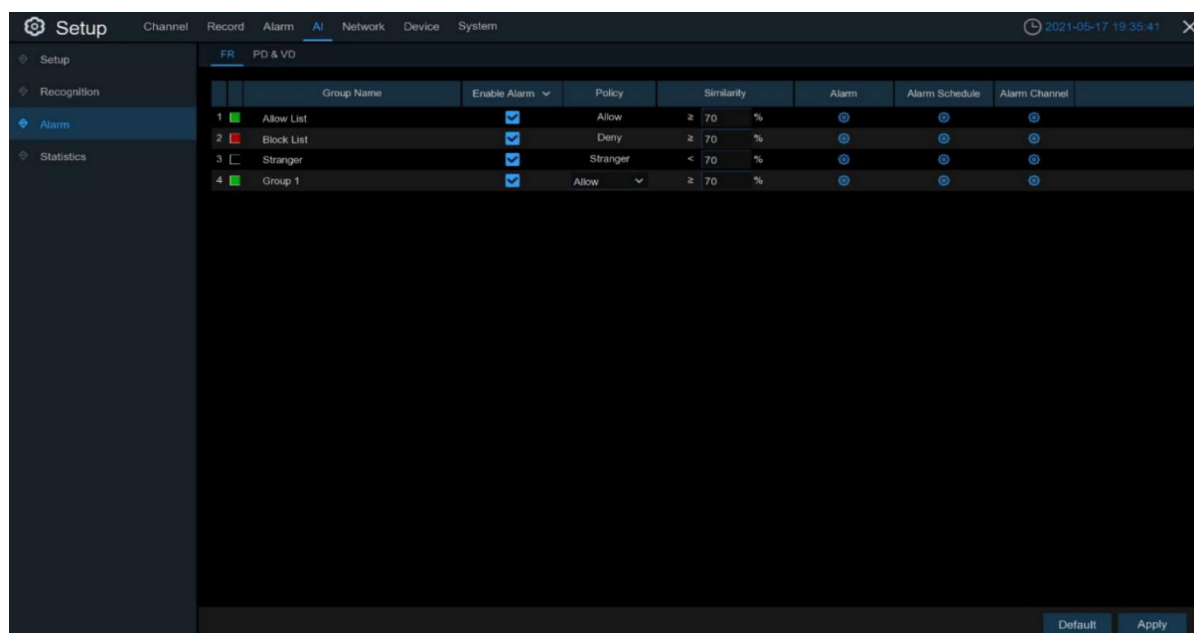 Setup Channel Record Alarm AI Network Device System 2021-05-17 19:35:41
Setup
Recognition
Alarm
Statistics
FR PD & VD
Group Name Enable Alarm Policy Similarity Alarm Alarm Schedule Alarm Channel
1 Allow List Allow ≥ 70 %
2 Block List Deny ≥ 70 %
3 Stranger Stranger < 70 %
4 Group 1 Allow ≥ 70 %
Default Apply